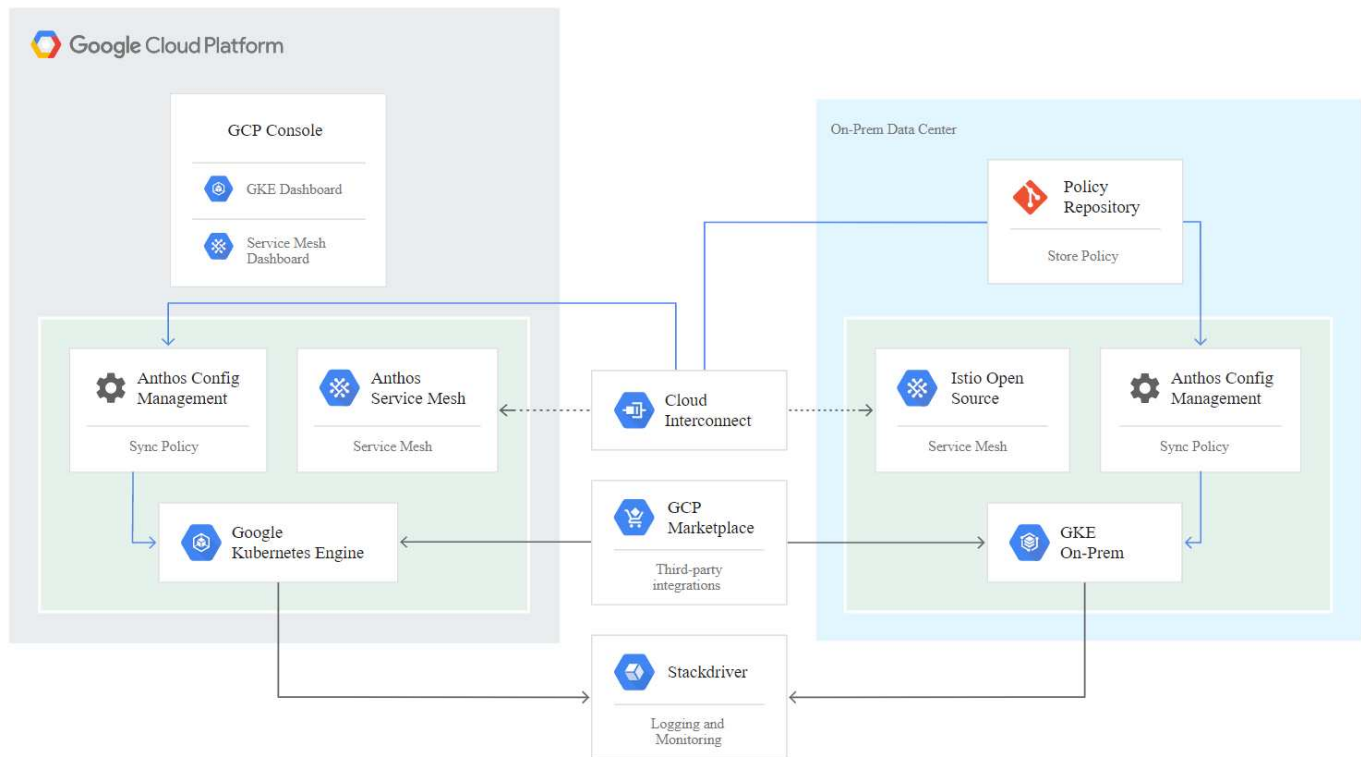 Google Cloud Platform
GCP Console
GKE Dashboard
Service Mesh
Dashboard
On-Prem Data Center
Policy
Repository
Store Policy
Anthos Config
Management
Sync Policy
Anthos
Service Mesh
Service Mesh
Cloud
Interconnect
Istio Open
Source
Service Mesh
Anthos Config
Management
Sync Policy
Google
Kubernetes Engine
GCP
Marketplace
Third-party
integrations
GKE
On-Prem
Stackdriver
Logging and
Monitoring